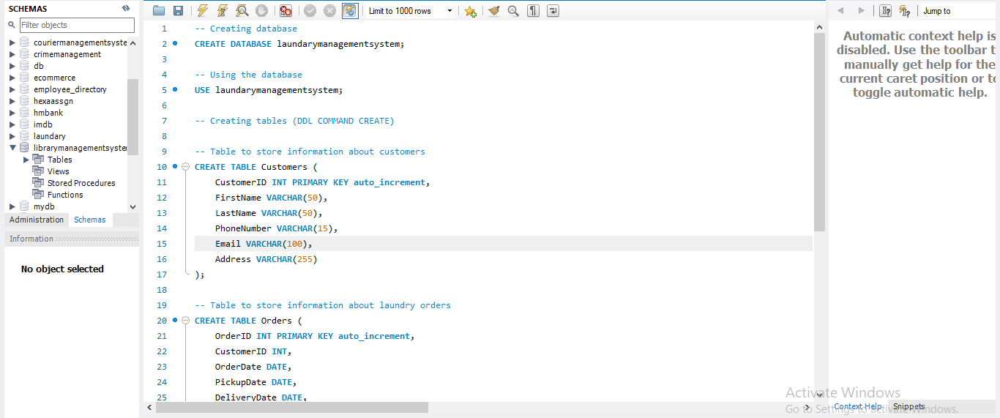 SCHEMAS
Filter objects
couriermanagementsyste
crimemanagement
db
ecommerce
employee_directory
hexaassgn
hmbank
imdb
laundary
librarymanagementsyster
Tables
Views
Stored Procedures
Functions
mydb
Administration Schemas
Information
No object selected
Limit to 1000 rows
1 -- Creating database
2 CREATE DATABASE laundarymanagementsystem;
3
4 -- Using the database
5 USE laundarymanagementsystem;
6
7 -- Creating tables (DDL COMMAND CREATE)
8
9 -- Table to store information about customers
10 CREATE TABLE Customers (
11 CustomerID INT PRIMARY KEY auto_increment,
12 FirstName VARCHAR(50),
13 LastName VARCHAR(50),
14 PhoneNumber VARCHAR(15),
15 Email VARCHAR(100),
16 Address VARCHAR(255)
17 );
18
19 -- Table to store information about laundry orders
20 CREATE TABLE Orders (
21 OrderID INT PRIMARY KEY auto_increment,
22 CustomerID INT,
23 OrderDate DATE,
24 PickupDate DATE,
25 DeliveryDate DATE,
Jump to
Automatic context help is
disabled. Use the toolbar t
manually get help for the
current caret position or to
toggle automatic help.
Context Help Snippets
Activate Windows
Go to Settings to activate Windows.